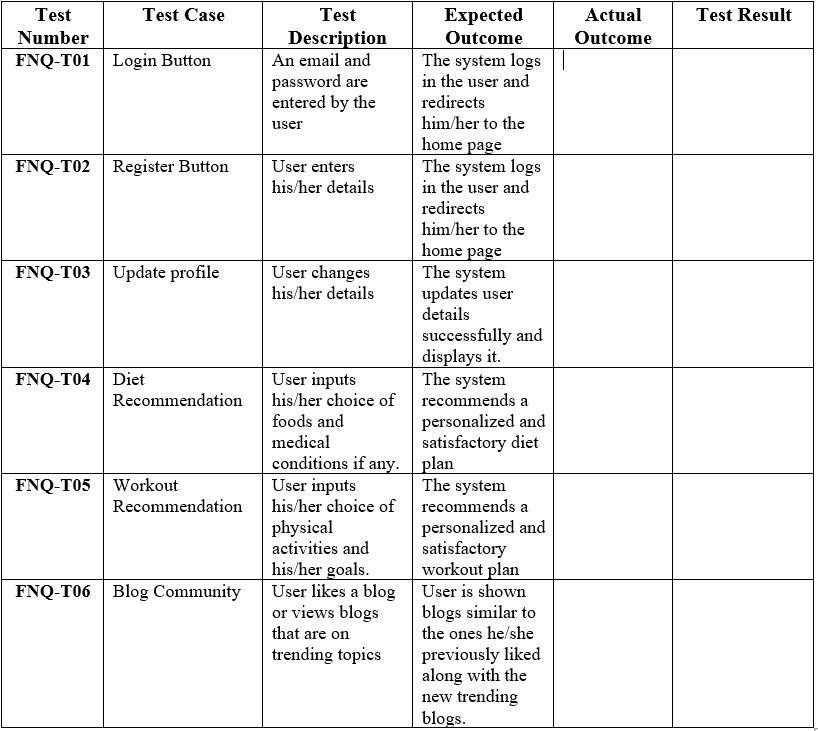 Test Number
Test Case
Test Description
Expected Outcome
Actual Outcome
Test Result
FNQ-T01
Login Button
An email and
password are
entered by the
user
The system logs
in the user and
redirects
him/her to the
home page
FNQ-T02
Register Button
User enters
his/her details
The system logs
in the user and
redirects
him/her to the
home page
FNQ-T03
Update profile
User changes
his/her details
The system
updates user
details
successfully and
displays it.
FNQ-T04
Diet
Recommendation
User inputs
his/her choice of
foods and
medical
conditions if any.
The system
recommends a
personalized and
satisfactory diet
plan
FNQ-T05
Workout
Recommendation
User inputs
his/her choice of
physical
activities and
his/her goals.
The system
recommends a
personalized and
satisfactory
workout plan
FNQ-T06
Blog Community
User likes a blog
or views blogs
that are on
trending topics
User is shown
blogs similar to
the ones he/she
previously liked
along with the
new trending
blogs.